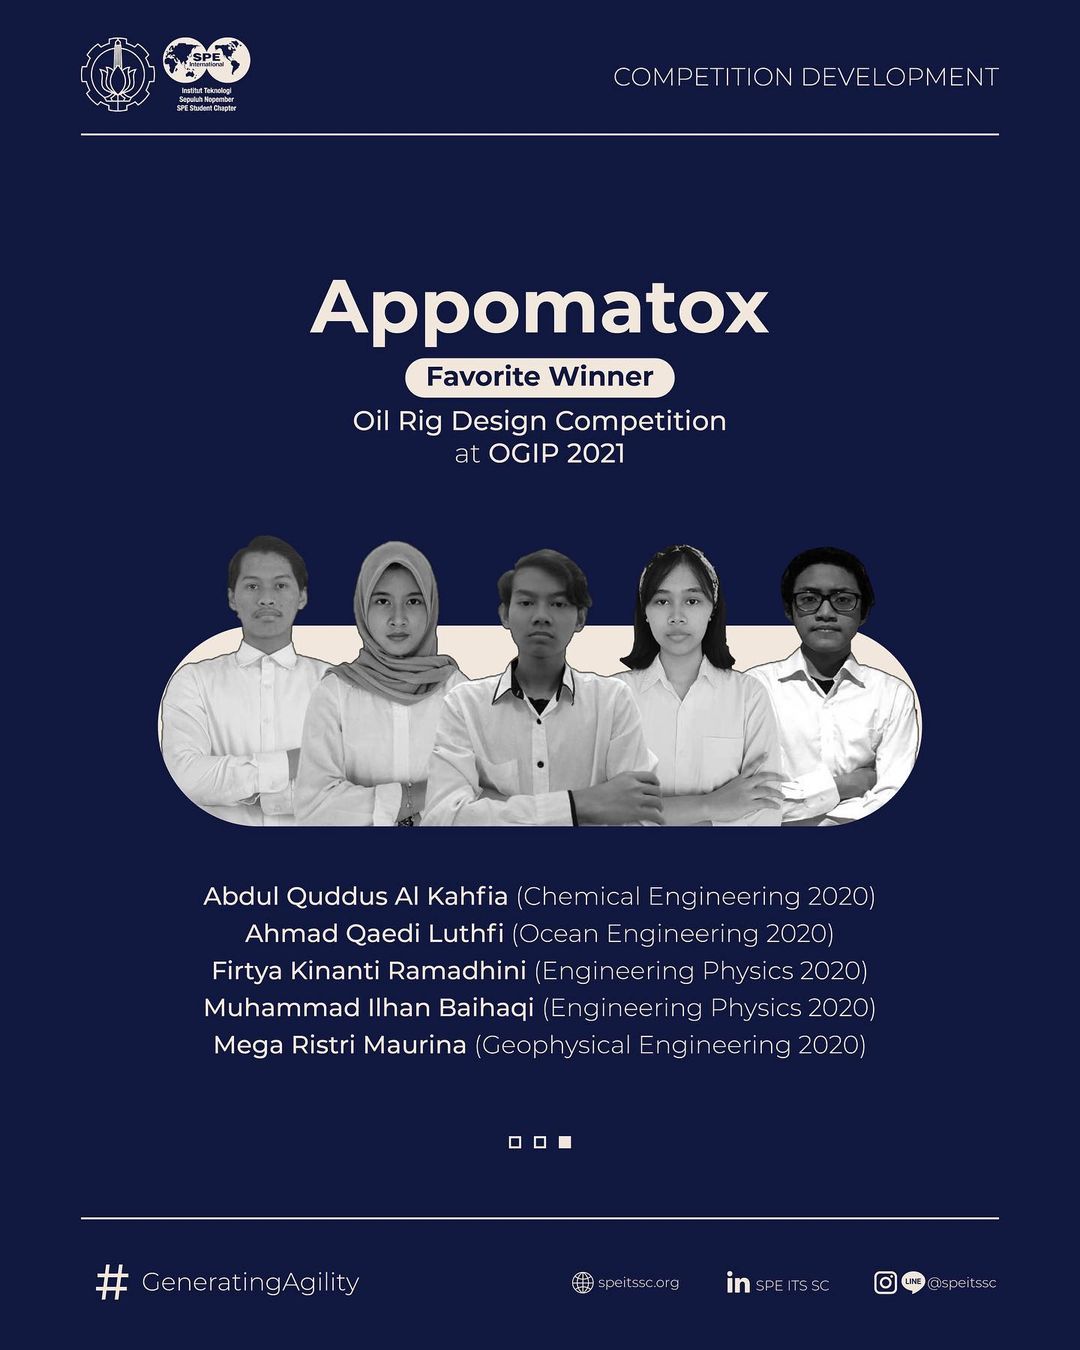 SPE
International
Institut Teknologi
Sepuluh Nopember
SPE Student Chapter
COMPETITION DEVELOPMENT
Appomatox
Favorite Winner
Oil Rig Design Competition
at OGIP 2021
Abdul Quddus Al Kahfia (Chemical Engineering 2020)
Ahmad Qaedi Luthfi (Ocean Engineering 2020)
Firtya Kinanti Ramadhini (Engineering Physics 2020)
Muhammad Ilhan Baihaqi (Engineering Physics 2020)
Mega Ristri Maurina (Geophysical Engineering 2020)
# GeneratingAgility
speitssc.org
in SPE ITS SC
LINE @speitssc